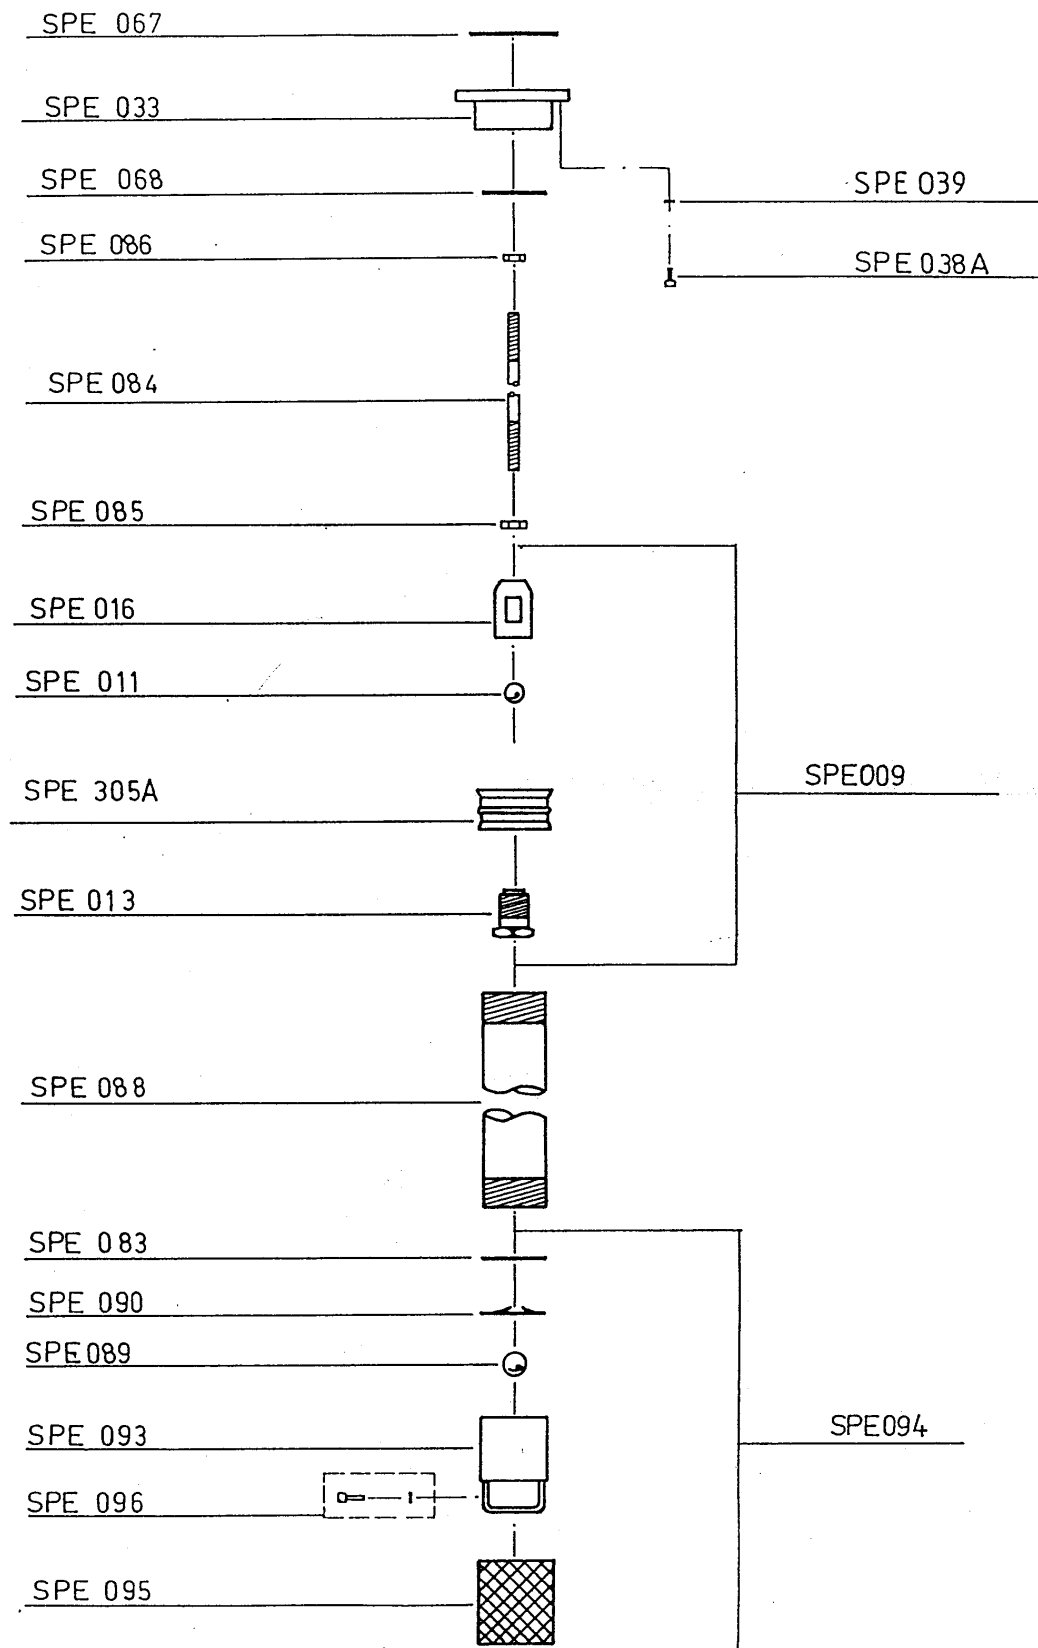 SPE 067
SPE 033
SPE 068
SPE 039
SPE 086
SPE 038A
SPE 084
SPE 085
SPE 016
SPE 011
SPE 305A
SPE009
SPE 013
SPE 088
SPE 083
SPE 090
SPE089
SPE 093
SPE094
SPE 096
SPE 095